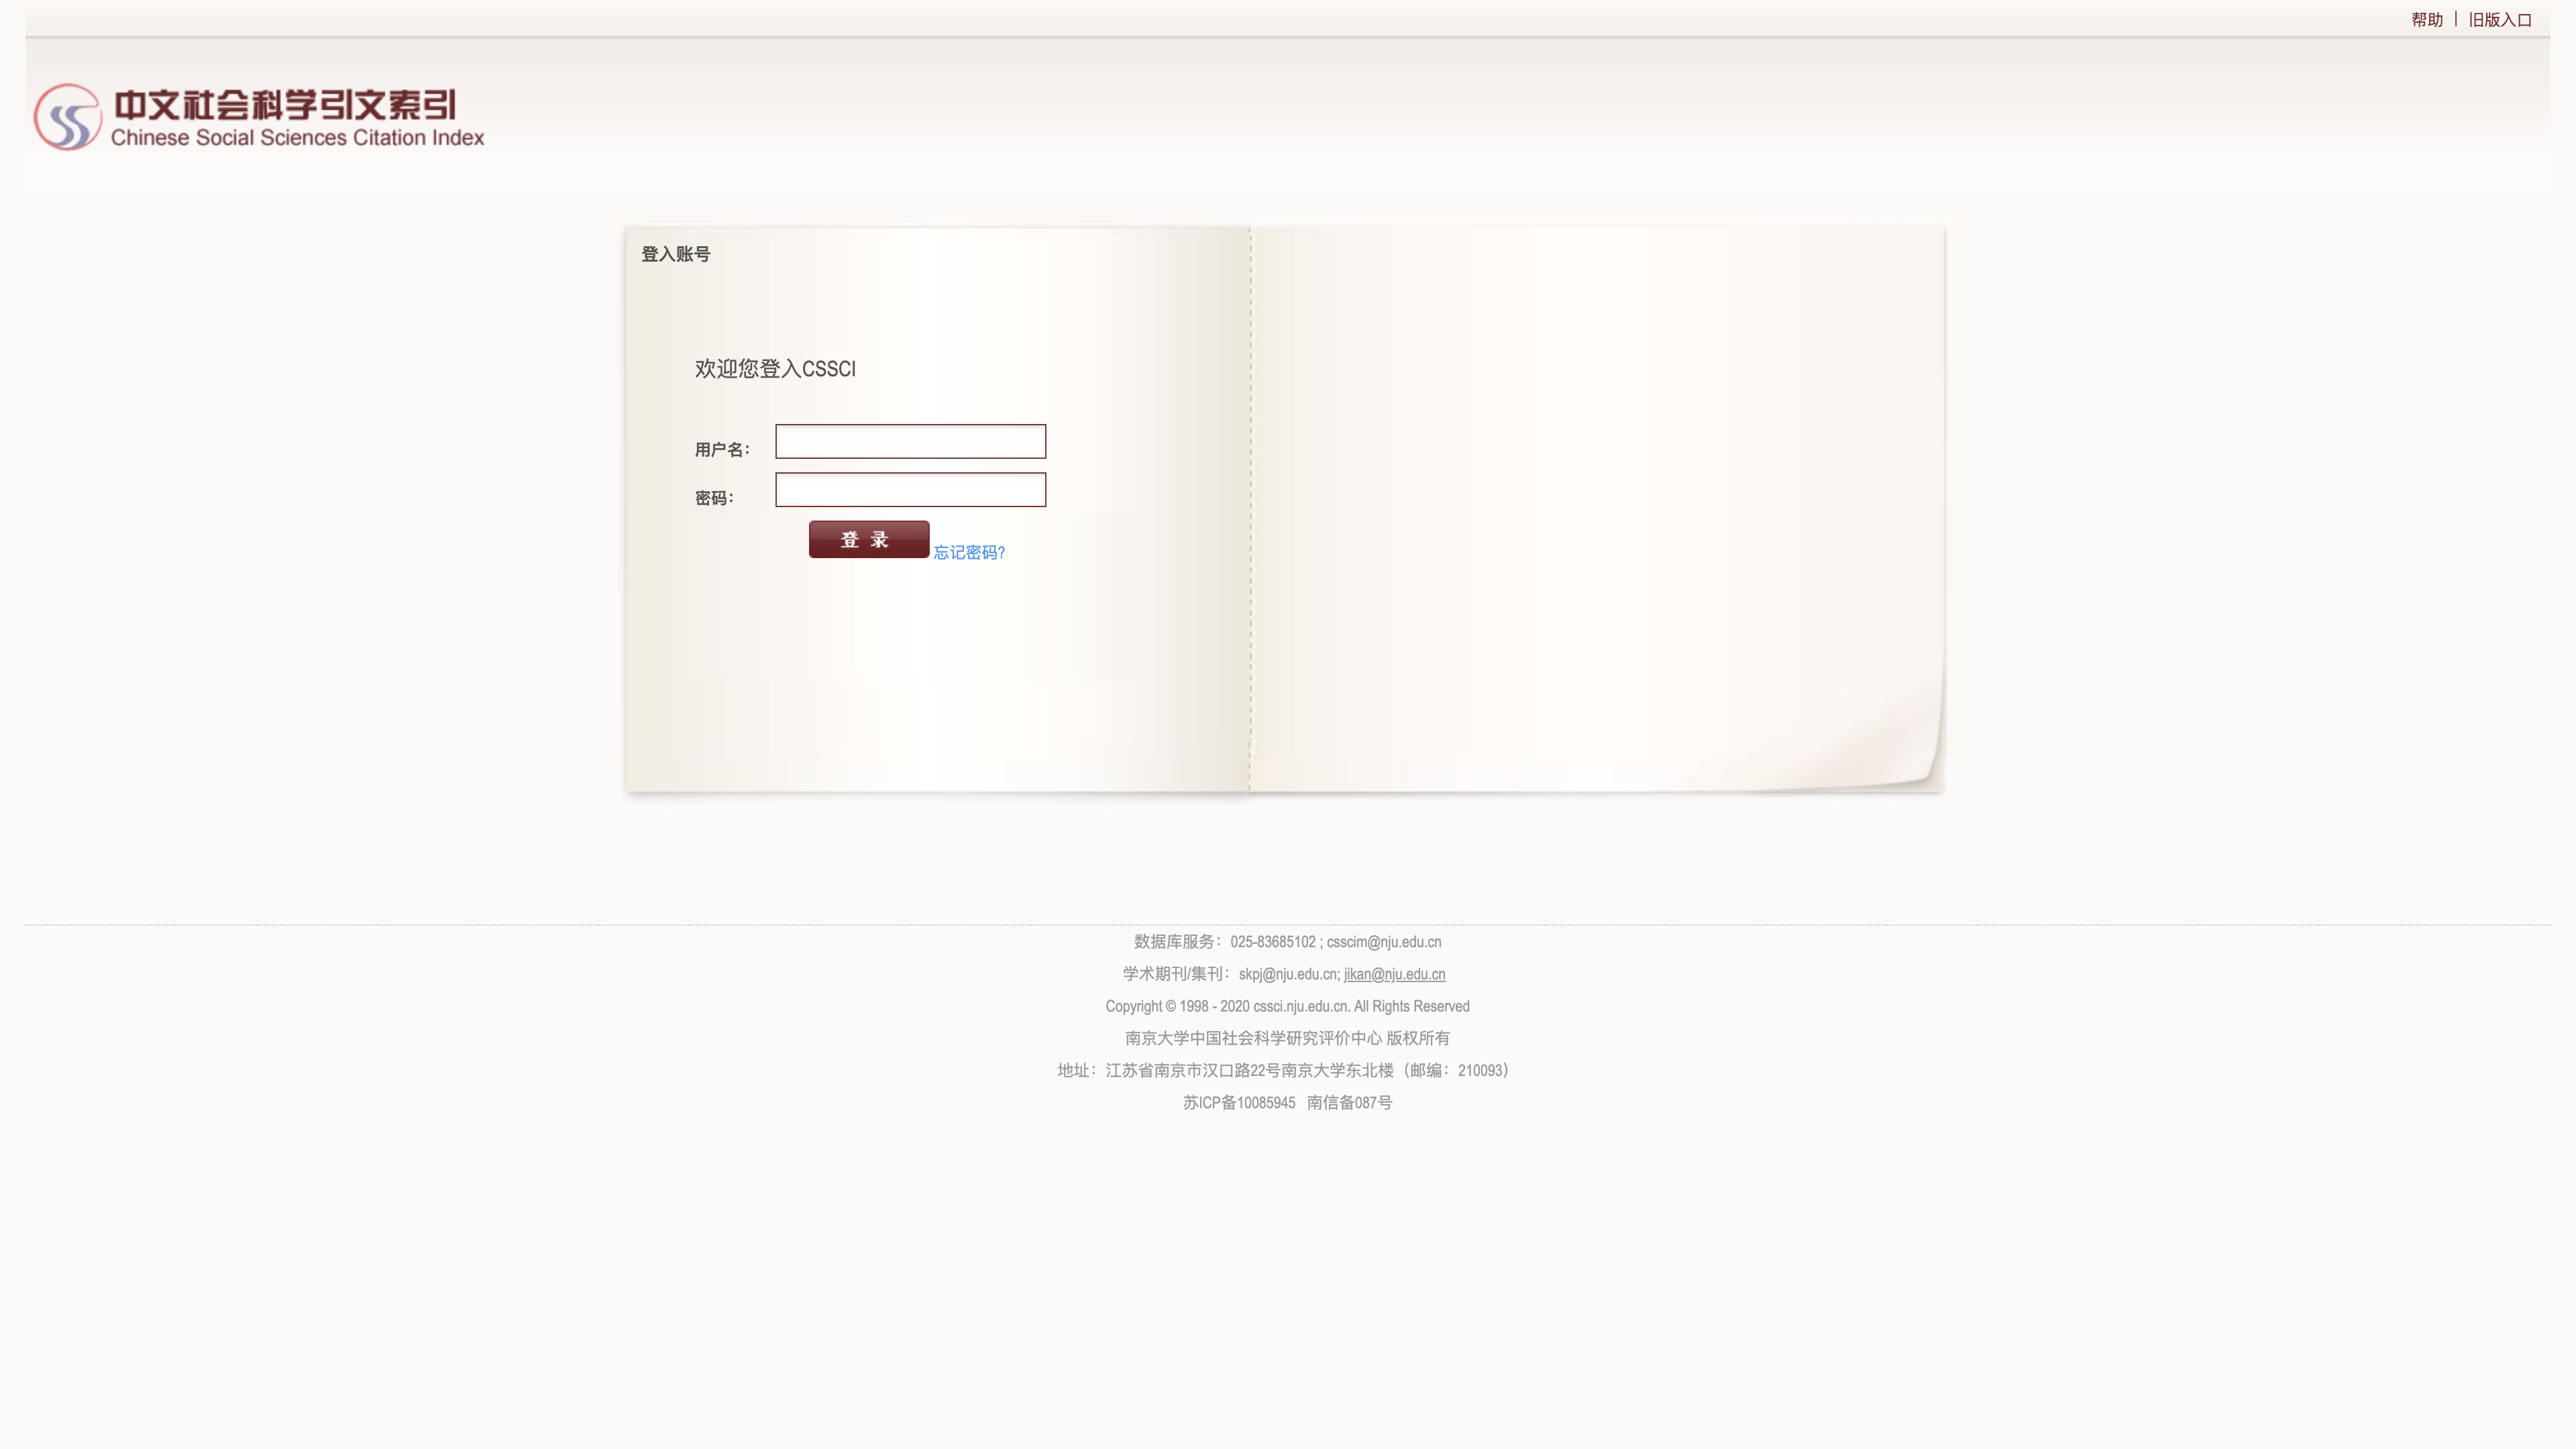 帮助 | 旧版入口
中文社会科学引文索引
Chinese Social Sciences Citation Index
登入账号
欢迎您登入CSSCI
用户名：
密码：
登 录 忘记密码?
数据库服务：025-83685102 ; csscim@nju.edu.cn
学术期刊/集刊：skpj@nju.edu.cn; jikan@nju.edu.cn
Copyright © 1998 - 2020 cssci.nju.edu.cn. All Rights Reserved
南京大学中国社会科学研究评价中心 版权所有
地址：江苏省南京市汉口路22号南京大学东北楼（邮编：210093）
苏ICP备10085945 南信备087号